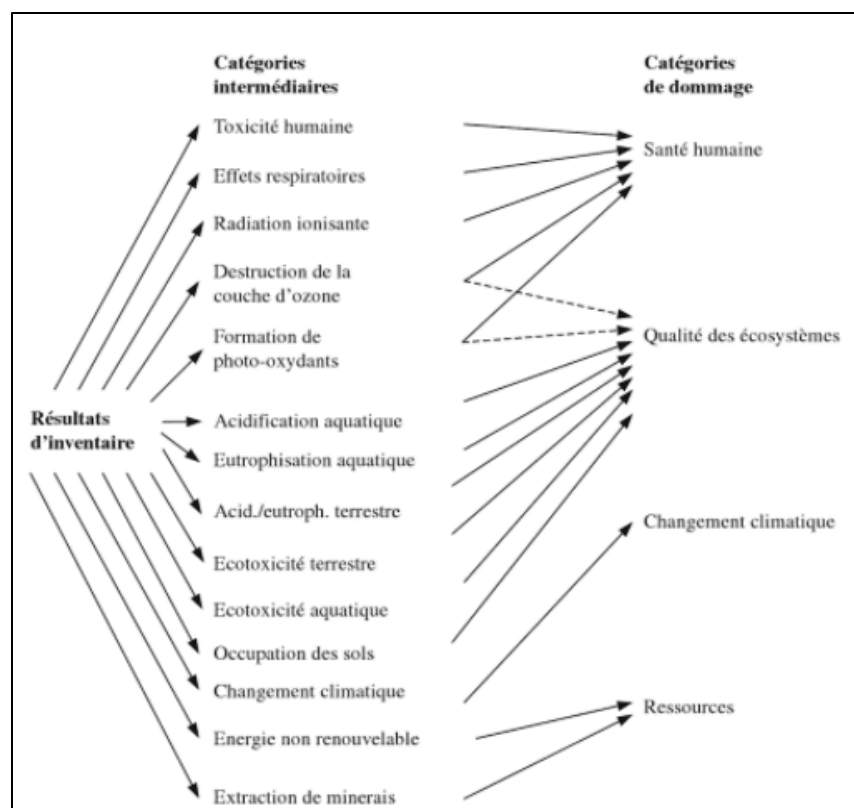 Catégories
intermédiaires
Catégories
de dommage
Toxicité humaine
Santé humaine
Effets respiratoires
Radiation ionisante
Destruction de la
couche d'ozone
Formation de
photo-oxydants
Qualité des écosystèmes
Résultats
d'inventaire
Acidification aquatique
Eutrophisation aquatique
Acid./eutroph. terrestre
Changement climatique
Ecotoxicité terrestre
Ecotoxicité aquatique
Occupation des sols
Changement climatique
Ressources
Energie non renouvelable
Extraction de minerais